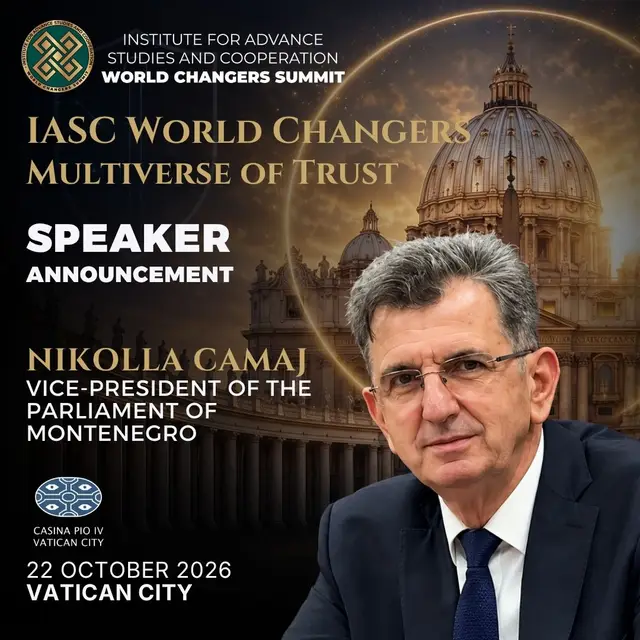 INSTITUTE FOR ADVANCE
STUDIES AND COOPERATION
WORLD CHANGERS SUMMIT
IASC WORLD CHANGERS
MULTIVERSE OF TRUST
SPEAKER
ANNOUNCEMENT
NIKOLLA CAMAJ
VICE-PRESIDENT OF THE
PARLIAMENT OF
MONTENEGRO
CASINA PIO IV
VATICAN CITY
22 OCTOBER 2026
VATICAN CITY